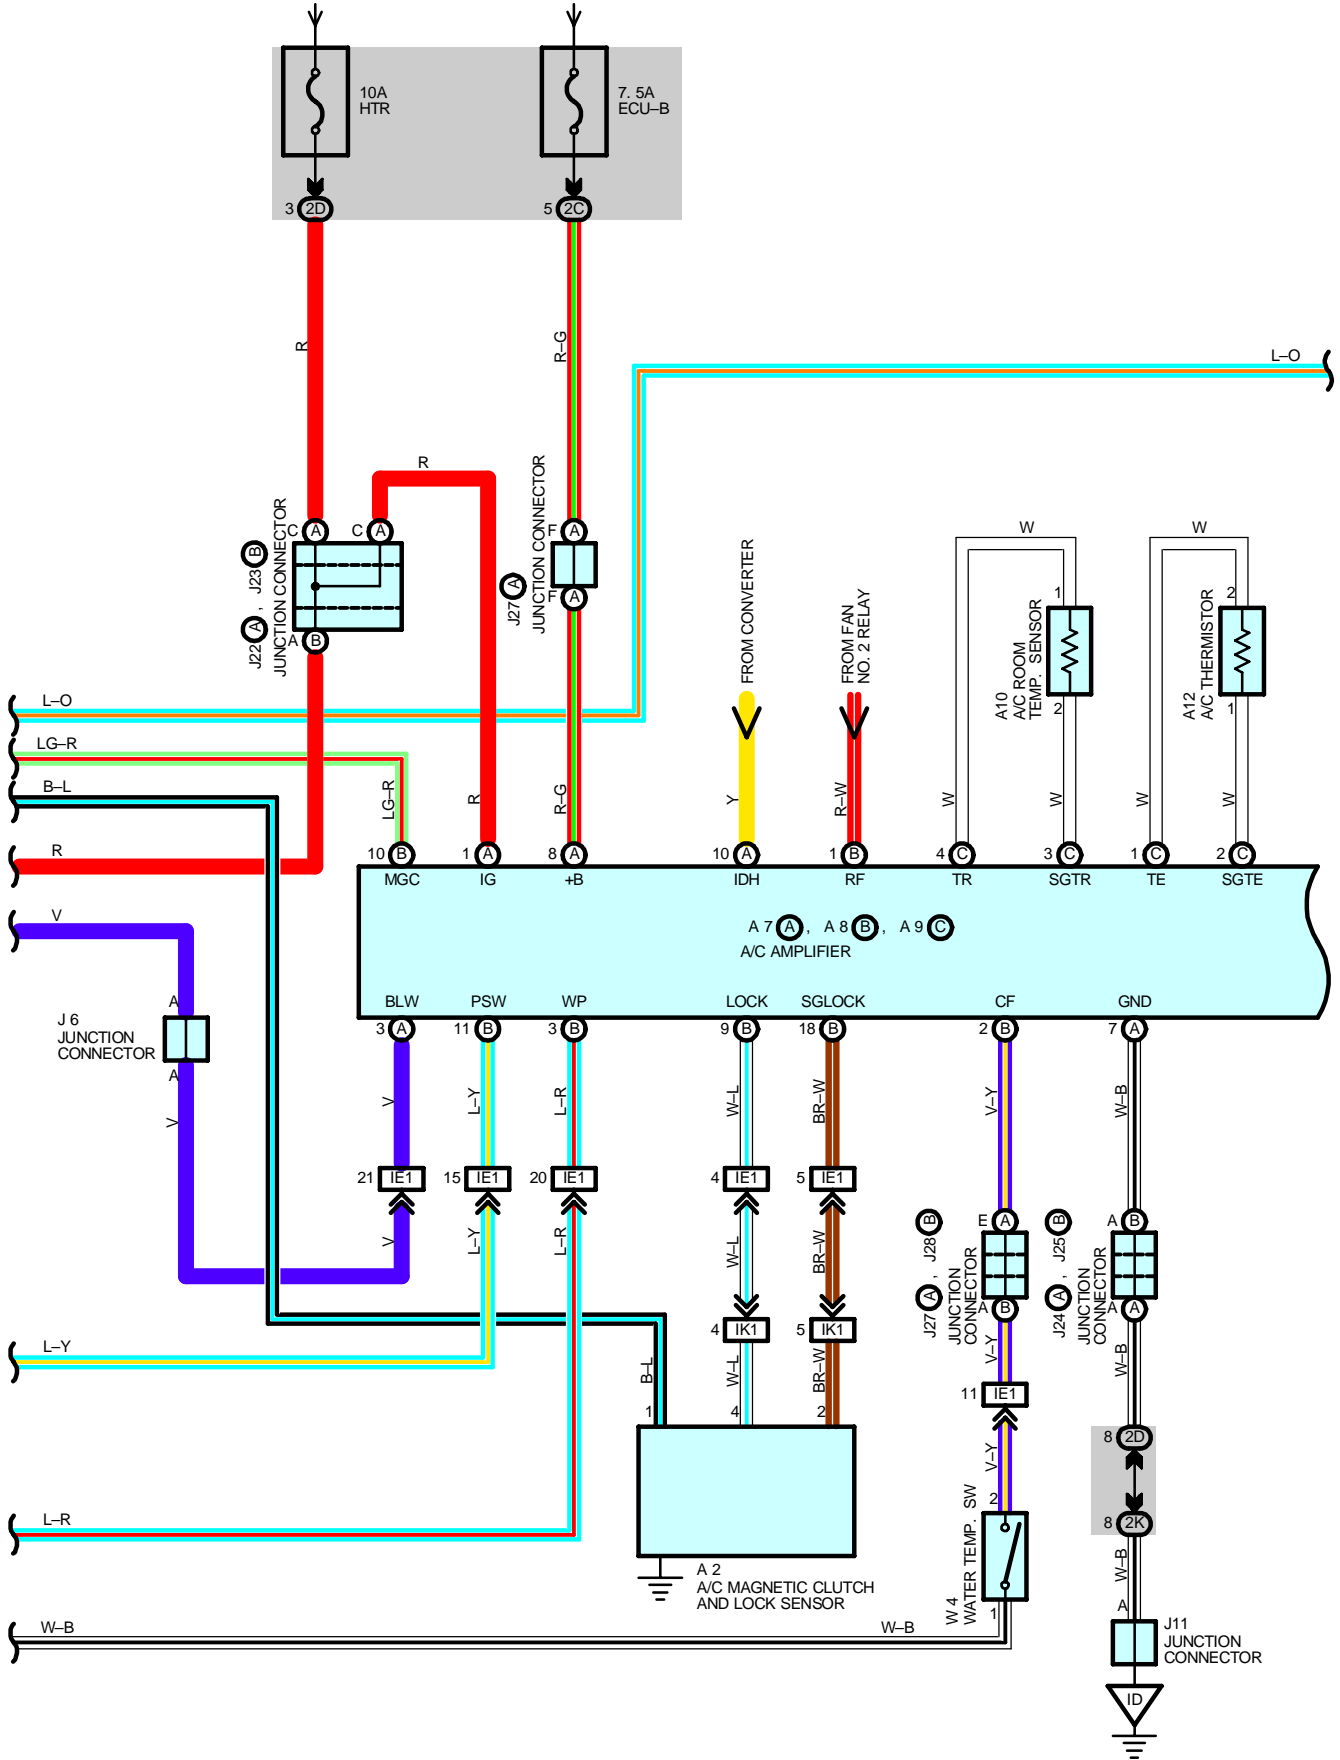 10A
HTR
7. 5A
ECU–B
3 2D
5 2C
R
R–G
L–O
R
C A
C A
F A
F A
A B
J22 A , J23 B
JUNCTION CONNECTOR
J27 A
JUNCTION CONNECTOR
FROM CONVERTER
FROM FAN
NO. 2 RELAY
W
W
1
2
A10
A/C ROOM
TEMP. SENSOR
2
1
A12
A/C THERMISTOR
L–O
LG–R
B–L
R
V
LG–R
R
R–G
Y
R–W
W
W
W
W
10 B
1 A
8 A
10 A
1 B
4 C
3 C
1 C
2 C
MGC
IG
+B
IDH
RF
TR
SGTR
TE
SGTE
A 7 A , A 8 B , A 9 C
A/C AMPLIFIER
BLW
PSW
WP
LOCK
SGLOCK
CF
GND
3 A
11 B
3 B
9 B
18 B
2 B
7 A
A
J 6
JUNCTION
CONNECTOR
A
V
V
L–Y
L–R
W–L
BR–W
V–Y
W–B
21 IE1
15 IE1
20 IE1
4 IE1
5 IE1
V
L–Y
L–R
W–L
BR–W
E A
A B
J27 A , J28 B
JUNCTION
CONNECTOR
A B
J24 A , J25 B
JUNCTION
CONNECTOR
A A
4 IK1
5 IK1
V–Y
W–B
L–Y
B–L
W–L
BR–W
11 IE1
1
4
2
V–Y
8 2D
2
8 2K
L–R
W 4
WATER TEMP. SW
1
W–B
A
A 2
A/C MAGNETIC CLUTCH
AND LOCK SENSOR
W–B
W–B
J11
JUNCTION
CONNECTOR
ID